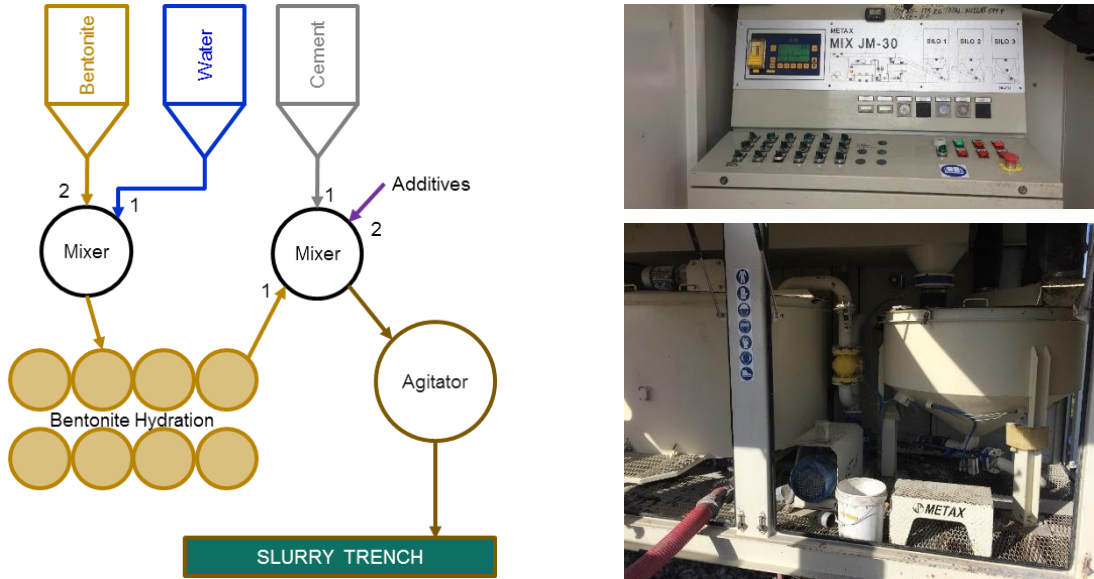 Bentonite
Water
Cement
Additives
2
1
1
2
Mixer
Mixer
1
Agitator
Bentonite Hydration
SLURRY TRENCH
METAX
MIX JM-30
SILO 1
SILO 2
SILO 3
METAX